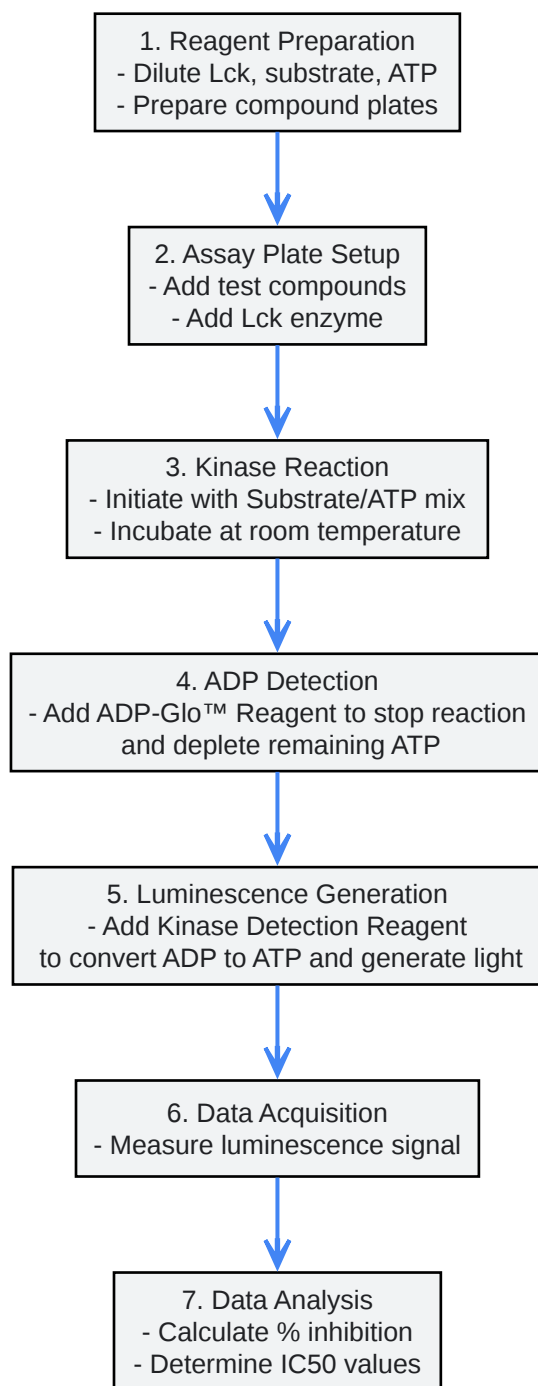 1. Reagent Preparation
- Dilute Lck, substrate, ATP
- Prepare compound plates
2. Assay Plate Setup
- Add test compounds
- Add Lck enzyme
3. Kinase Reaction
- Initiate with Substrate/ATP mix
- Incubate at room temperature
4. ADP Detection
- Add ADP-Glo™ Reagent to stop reaction
and deplete remaining ATP
5. Luminescence Generation
- Add Kinase Detection Reagent
to convert ADP to ATP and generate light
6. Data Acquisition
- Measure luminescence signal
7. Data Analysis
- Calculate % inhibition
- Determine IC50 values